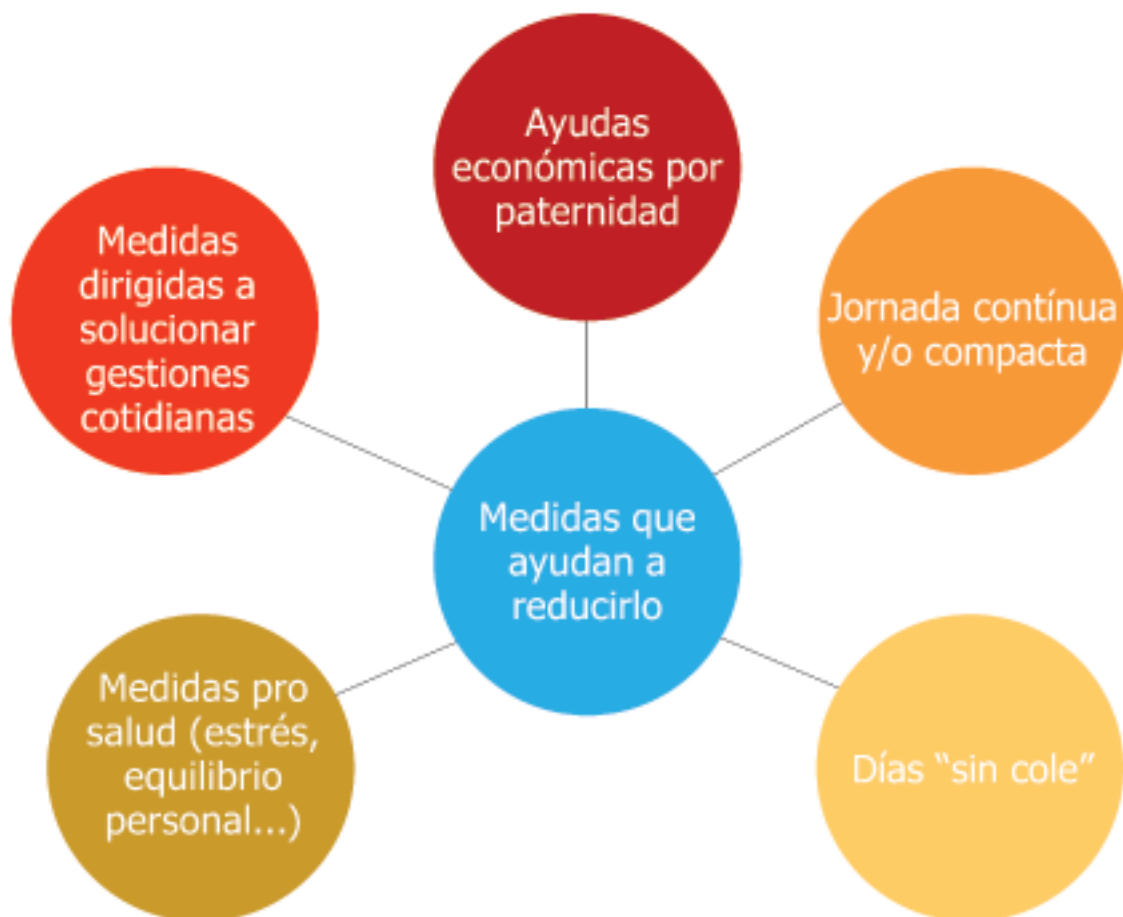 Ayudas
económicas por
paternidad
Medidas
dirigidas a
solucionar
gestiones
cotidianas
Jornada contínua
y/o compacta
Medidas que
ayudan a
reducirlo
Medidas pro
salud (estrés,
equilibrio
personal...)
Días “sin cole”